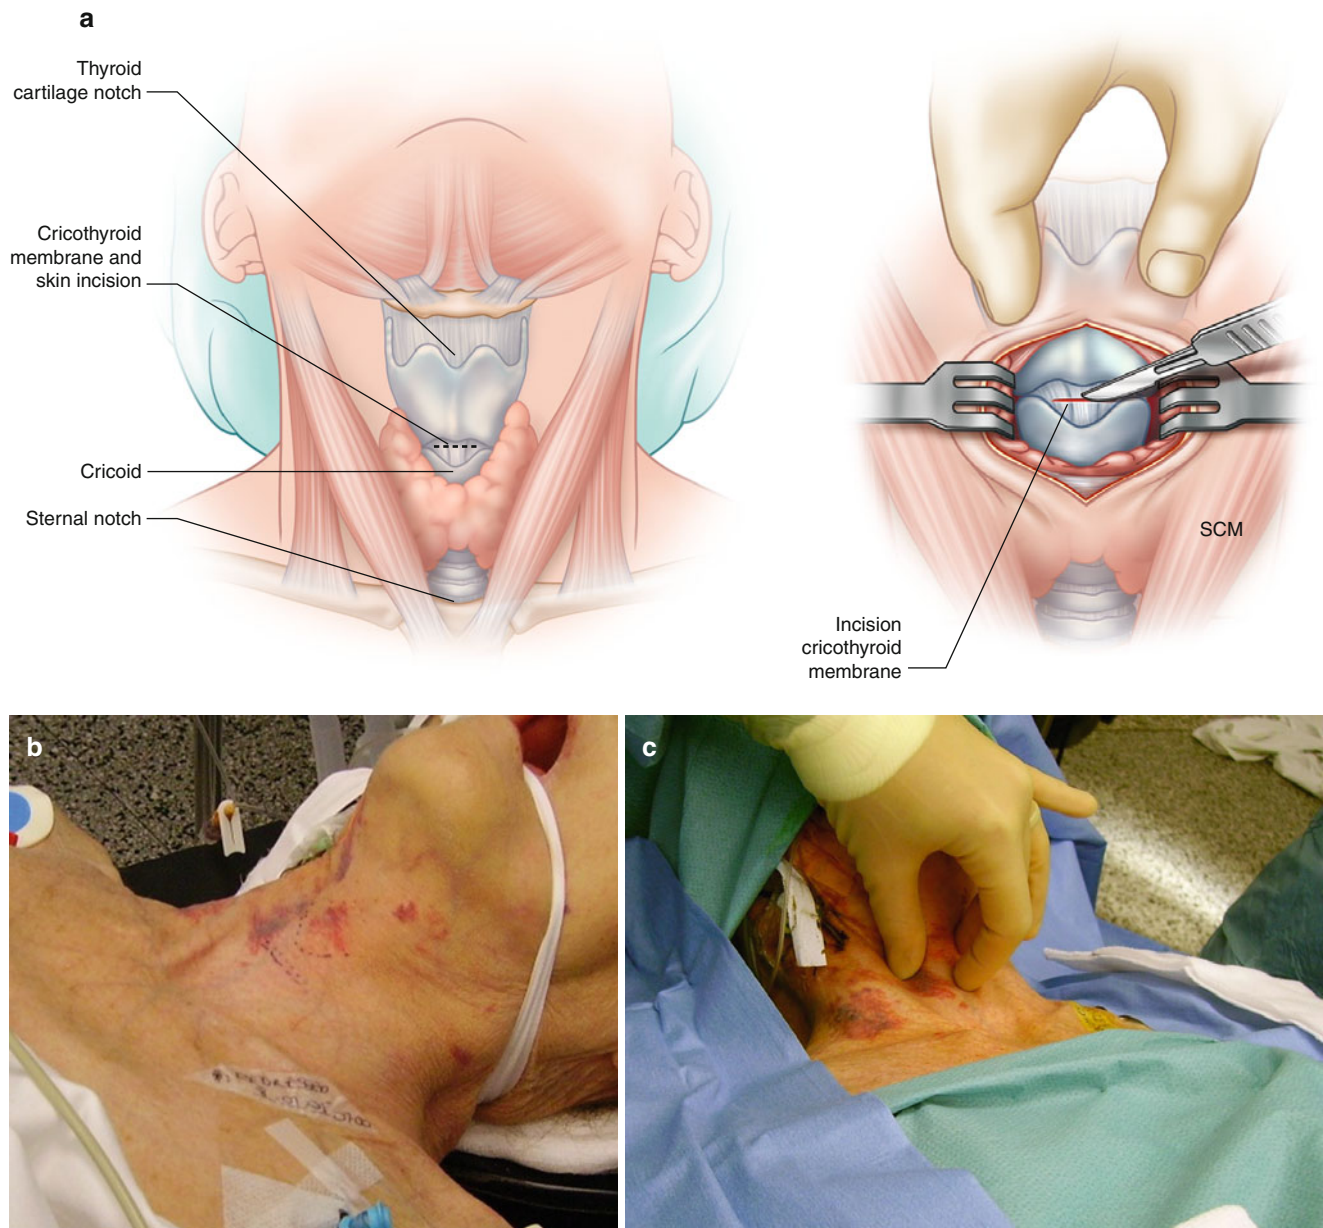 a
Thyroid
cartilage notch
Cricothyroid
membrane and
skin incision
Cricoid
Sternal notch
SCM
Incision
cricothyroid
membrane
b
c